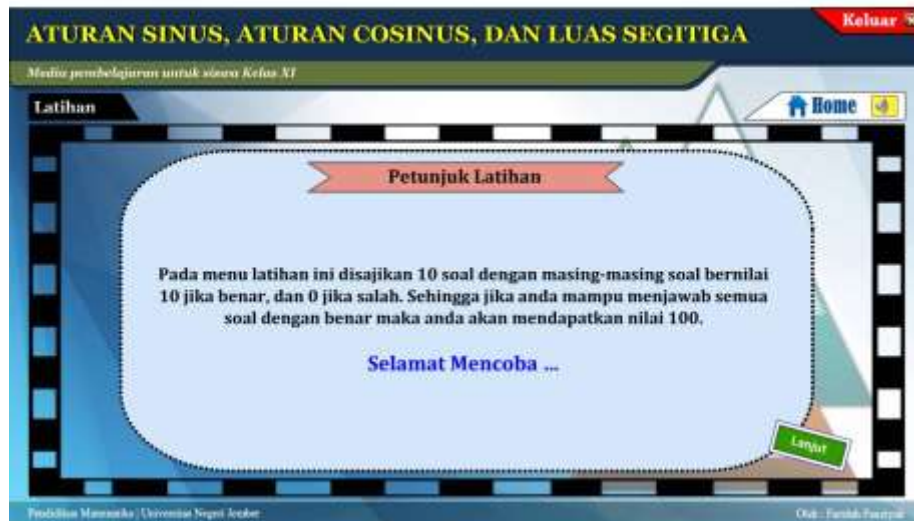 ATURAN SINUS, ATURAN COSINUS, DAN LUAS SEGITIGA
Keluar
Media pembelajaran untuk siswa Kelas XI
Latihan
Home
Petunjuk Latihan
Pada menu latihan ini disajikan 10 soal dengan masing-masing soal bernilai
10 jika benar, dan 0 jika salah. Sehingga jika anda mampu menjawab semua
soal dengan benar maka anda akan mendapatkan nilai 100.
Selamat Mencoba ...
Lanjut
Pendidikan Matematika | Universitas Negeri Jember
Oleh :